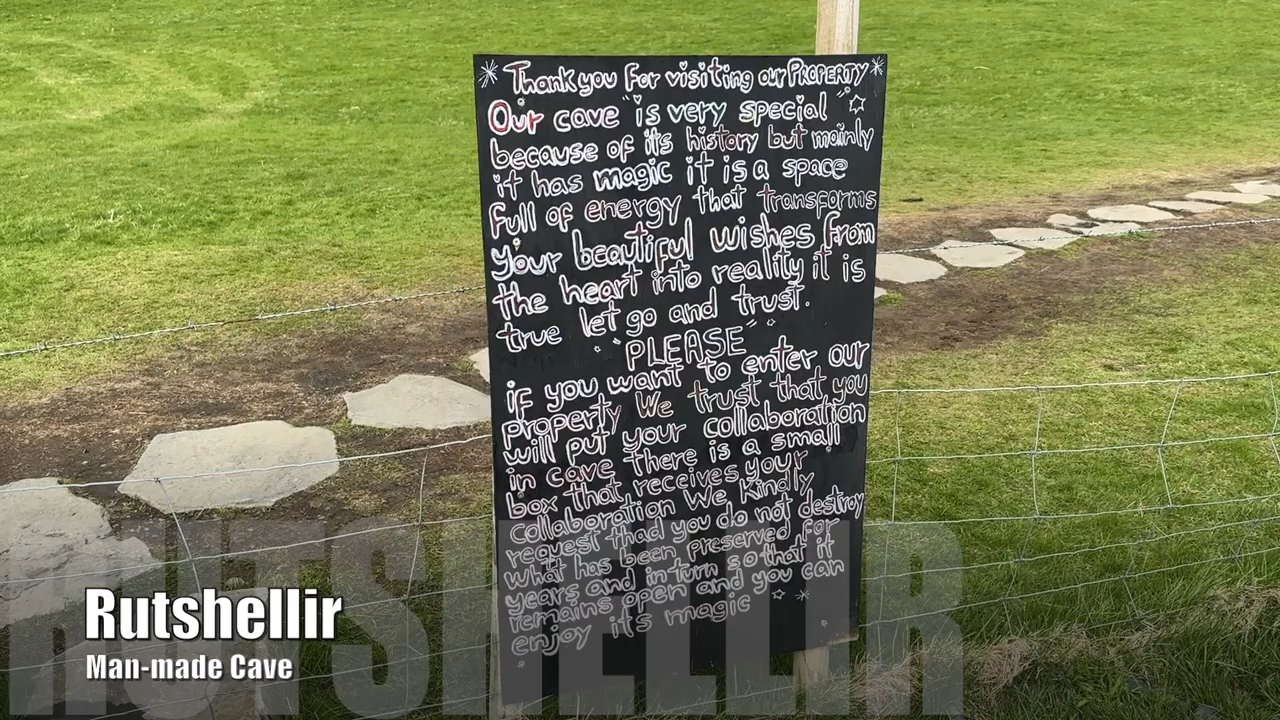 Thank you for visiting our PROPERTY
Our cave "is very special"
because of its history but mainly
it has magic it is a space
full of energy that transforms
your beautiful wishes from
the heart into reality it is
true let go and trust.
"PLEASE"
if you want to enter our
property We trust that you
will put your collaboration
in cave there is a small
box that receives your
collaboration We Kindly
request thad you do not destroy
what has been preserved for
years and in turn so that it
remains open and you can
enjoy it's magic
RUTSHELLIR
Rutshellir
Man-made Cave